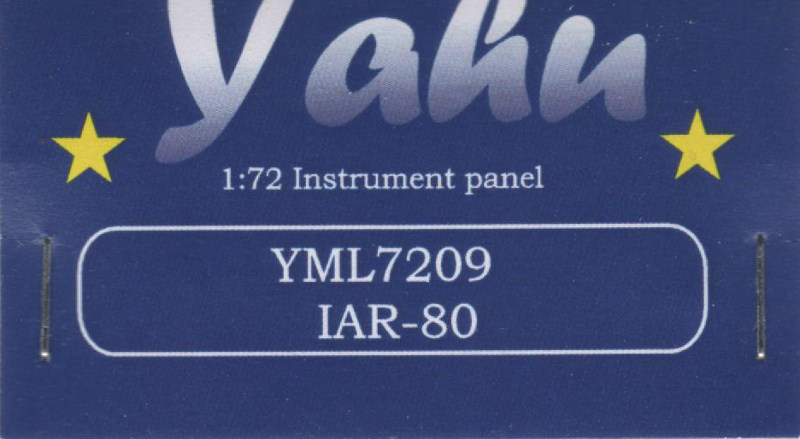 Yahu
1:72 Instrument panel
YML7209
IAR-80